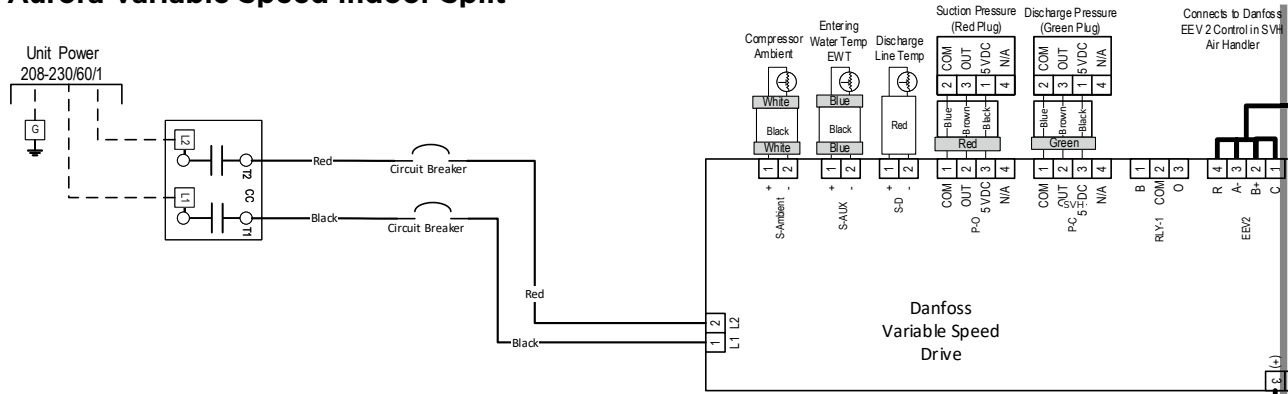 Aurora Variable Speed Indoor Split
Unit Power
208-230/60/1
G
L2
L1
T2
CC
T1
Red
Circuit Breaker
Black
Circuit Breaker
Red
Black
Compressor
Ambient
White
Black
White
1 2
+ -
S-Ambient
Entering
Water Temp
EWT
Blue
Black
Blue
1 2
+ -
S-AUX
Discharge
Line Temp
Red
1 2
+ -
S-D
Suction Pressure
(Red Plug)
COM OUT 5 VDC N/A
2 3 1 4
Blue Brown Black
Red
1 2 3 4
COM OUT 5 VDC N/A
P-O
Discharge Pressure
(Green Plug)
COM OUT 5 VDC N/A
2 3 1 4
Blue Brown Black
Green
1 2 3 4
COM OUT 5 DC N/A
SVH
P-C
1 2 3
B COM O
RLY-1
Connects to Danfoss
EEV 2 Control in SVH
Air Handler
4 3 2 1
R A- B+ C
EEV2
2 L2
1 L1
Danfoss
Variable Speed
Drive
3 (+)